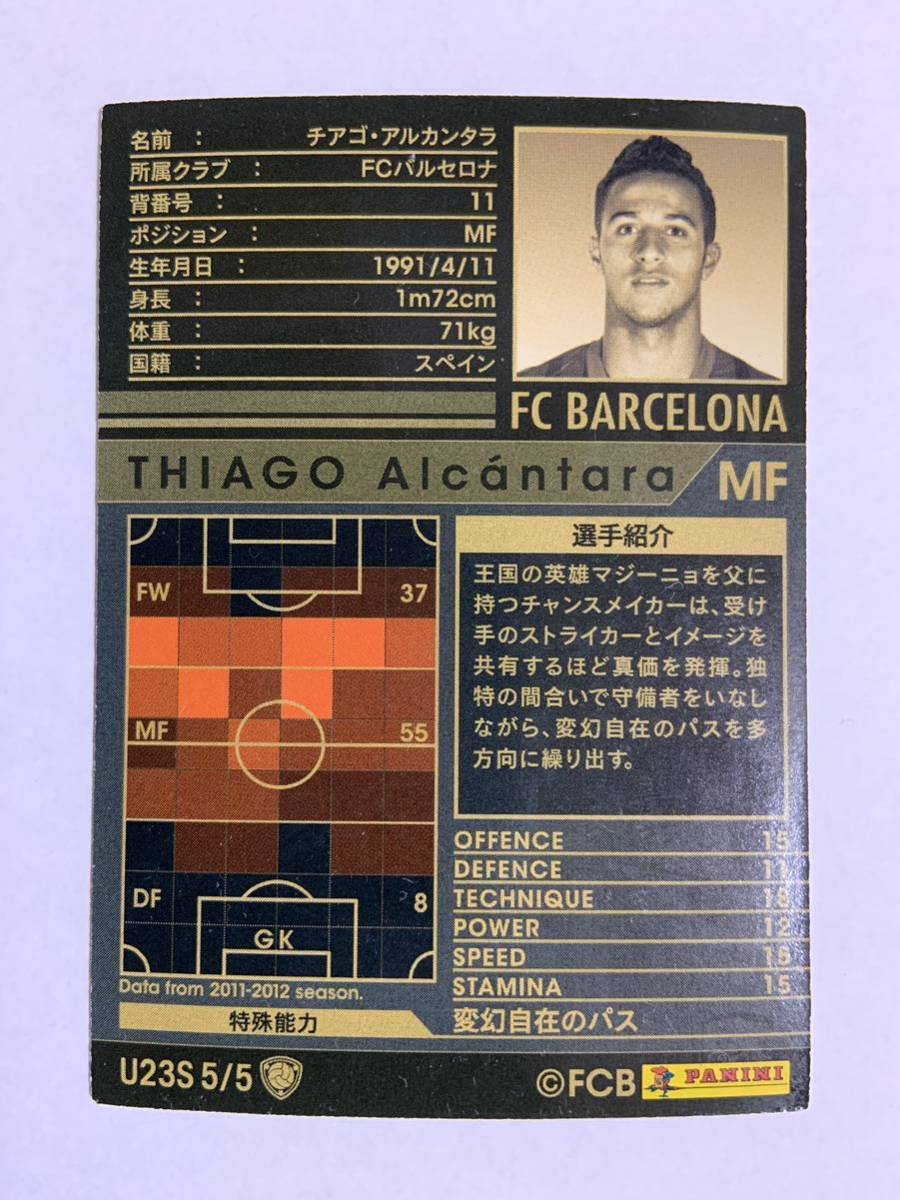 名前 : チアゴ・アルカンタラ
所属クラブ : FCバルセロナ
背番号 : 11
ポジション : MF
生年月日 : 1991/4/11
身長 : 1m72cm
体重 : 71kg
国籍 : スペイン
FC BARCELONA
THIAGO Alcántara MF
FW 37
MF 55
DF 8
GK
Data from 2011-2012 season.
選手紹介
王国の英雄マジーニョを父に
持つチャンスメイカーは、受け
手のストライカーとイメージを
共有するほど真価を発揮。独
特の間合いで守備者をいなし
ながら、変幻自在のパスを多
方向に繰り出す。
OFFENCE 15
DEFENCE 11
TECHNIQUE 18
POWER 12
SPEED 15
STAMINA 15
特殊能力 変幻自在のパス
U23S 5/5
©FCB PANINI